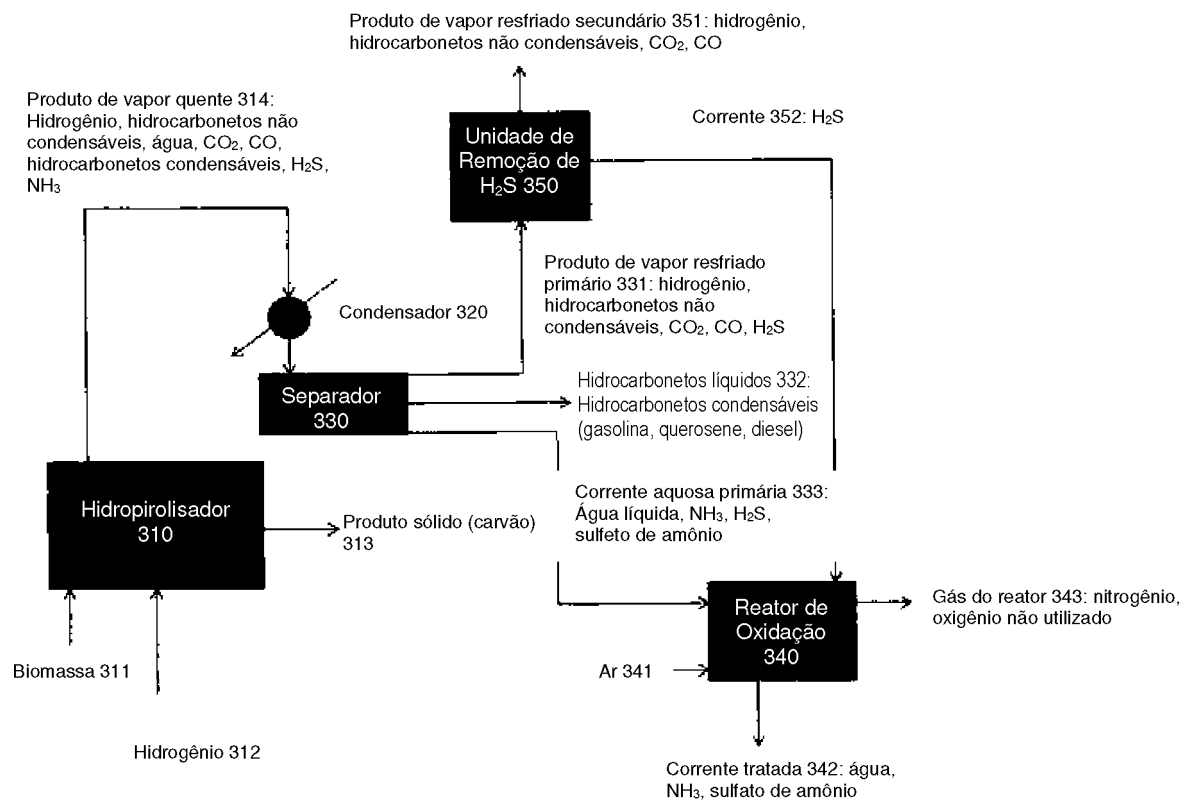 Produto de vapor resfriado secundário 351: hidrogênio,
hidrocarbonetos não condensáveis, CO₂, CO
Produto de vapor quente 314:
Hidrogênio, hidrocarbonetos não
condensáveis, água, CO₂, CO,
hidrocarbonetos condensáveis, H₂S,
NH₃
Unidade de
Remoção de
H₂S 350
Corrente 352: H₂S
Produto de vapor resfriado
primário 331: hidrogênio,
hidrocarbonetos não
condensáveis, CO₂, CO, H₂S
Condensador 320
Separador
330
Hidrocarbonetos líquidos 332:
Hidrocarbonetos condensáveis
(gasolina, querosene, diesel)
Hidropirolisador
310
Produto sólido (carvão)
313
Corrente aquosa primária 333:
Água líquida, NH₃, H₂S,
sulfeto de amônio
Reator de
Oxidação
340
Gás do reator 343: nitrogênio,
oxigênio não utilizado
Biomassa 311
Ar 341
Hidrogênio 312
Corrente tratada 342: água,
NH₃, sulfato de amônio